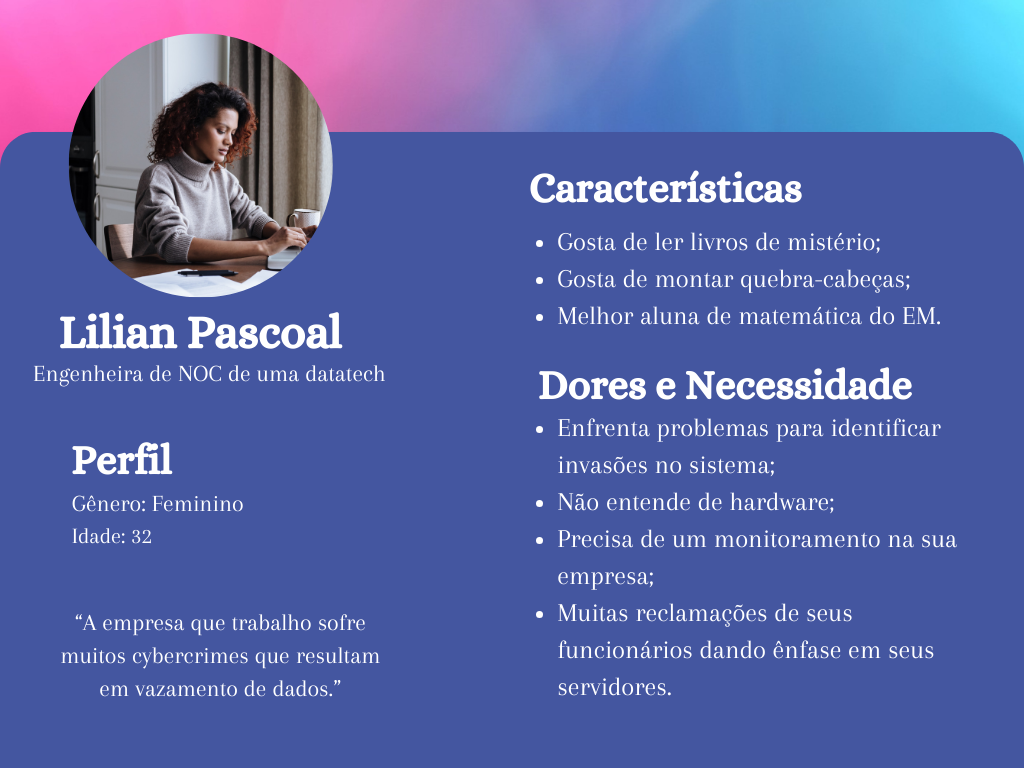 Lilian Pascoal
Engenheira de NOC de uma datatech
Perfil
Gênero: Feminino
Idade: 32
“A empresa que trabalho sofre
muitos cybercrimes que resultam
em vazamento de dados.”
Características
• Gosta de ler livros de mistério;
• Gosta de montar quebra-cabeças;
• Melhor aluna de matemática do EM.
Dores e Necessidade
• Enfrenta problemas para identificar
invasões no sistema;
• Não entende de hardware;
• Precisa de um monitoramento na sua
empresa;
• Muitas reclamações de seus
funcionários dando ênfase em seus
servidores.